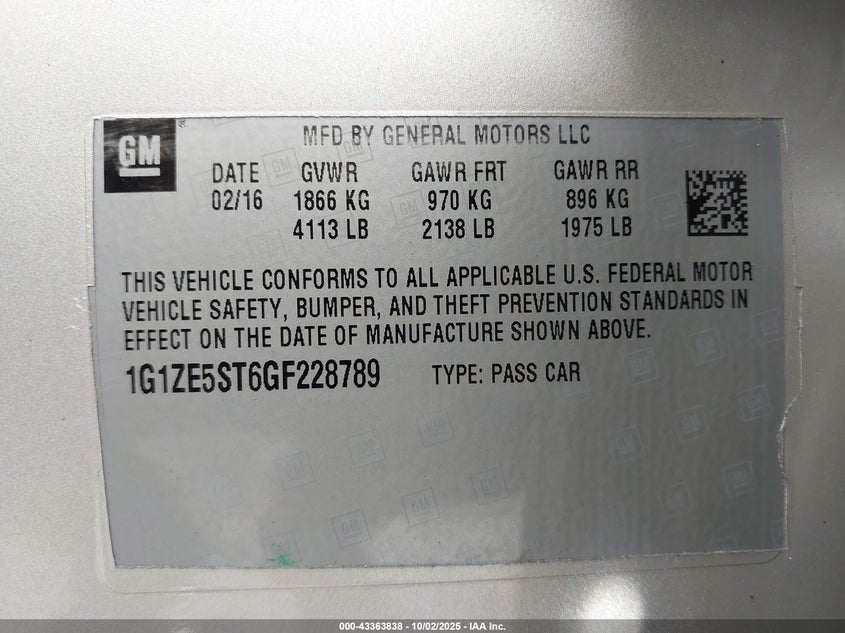 GM
MFD BY GENERAL MOTORS LLC
DATE GVWR GAWR FRT GAWR RR
02/16 1866 KG 970 KG 896 KG
4113 LB 2138 LB 1975 LB
THIS VEHICLE CONFORMS TO ALL APPLICABLE U.S. FEDERAL MOTOR
VEHICLE SAFETY, BUMPER, AND THEFT PREVENTION STANDARDS IN
EFFECT ON THE DATE OF MANUFACTURE SHOWN ABOVE.
1G1ZE5ST6GF228789 TYPE: PASS CAR
000-43363838 - 10/02/2025 - IAA Inc.